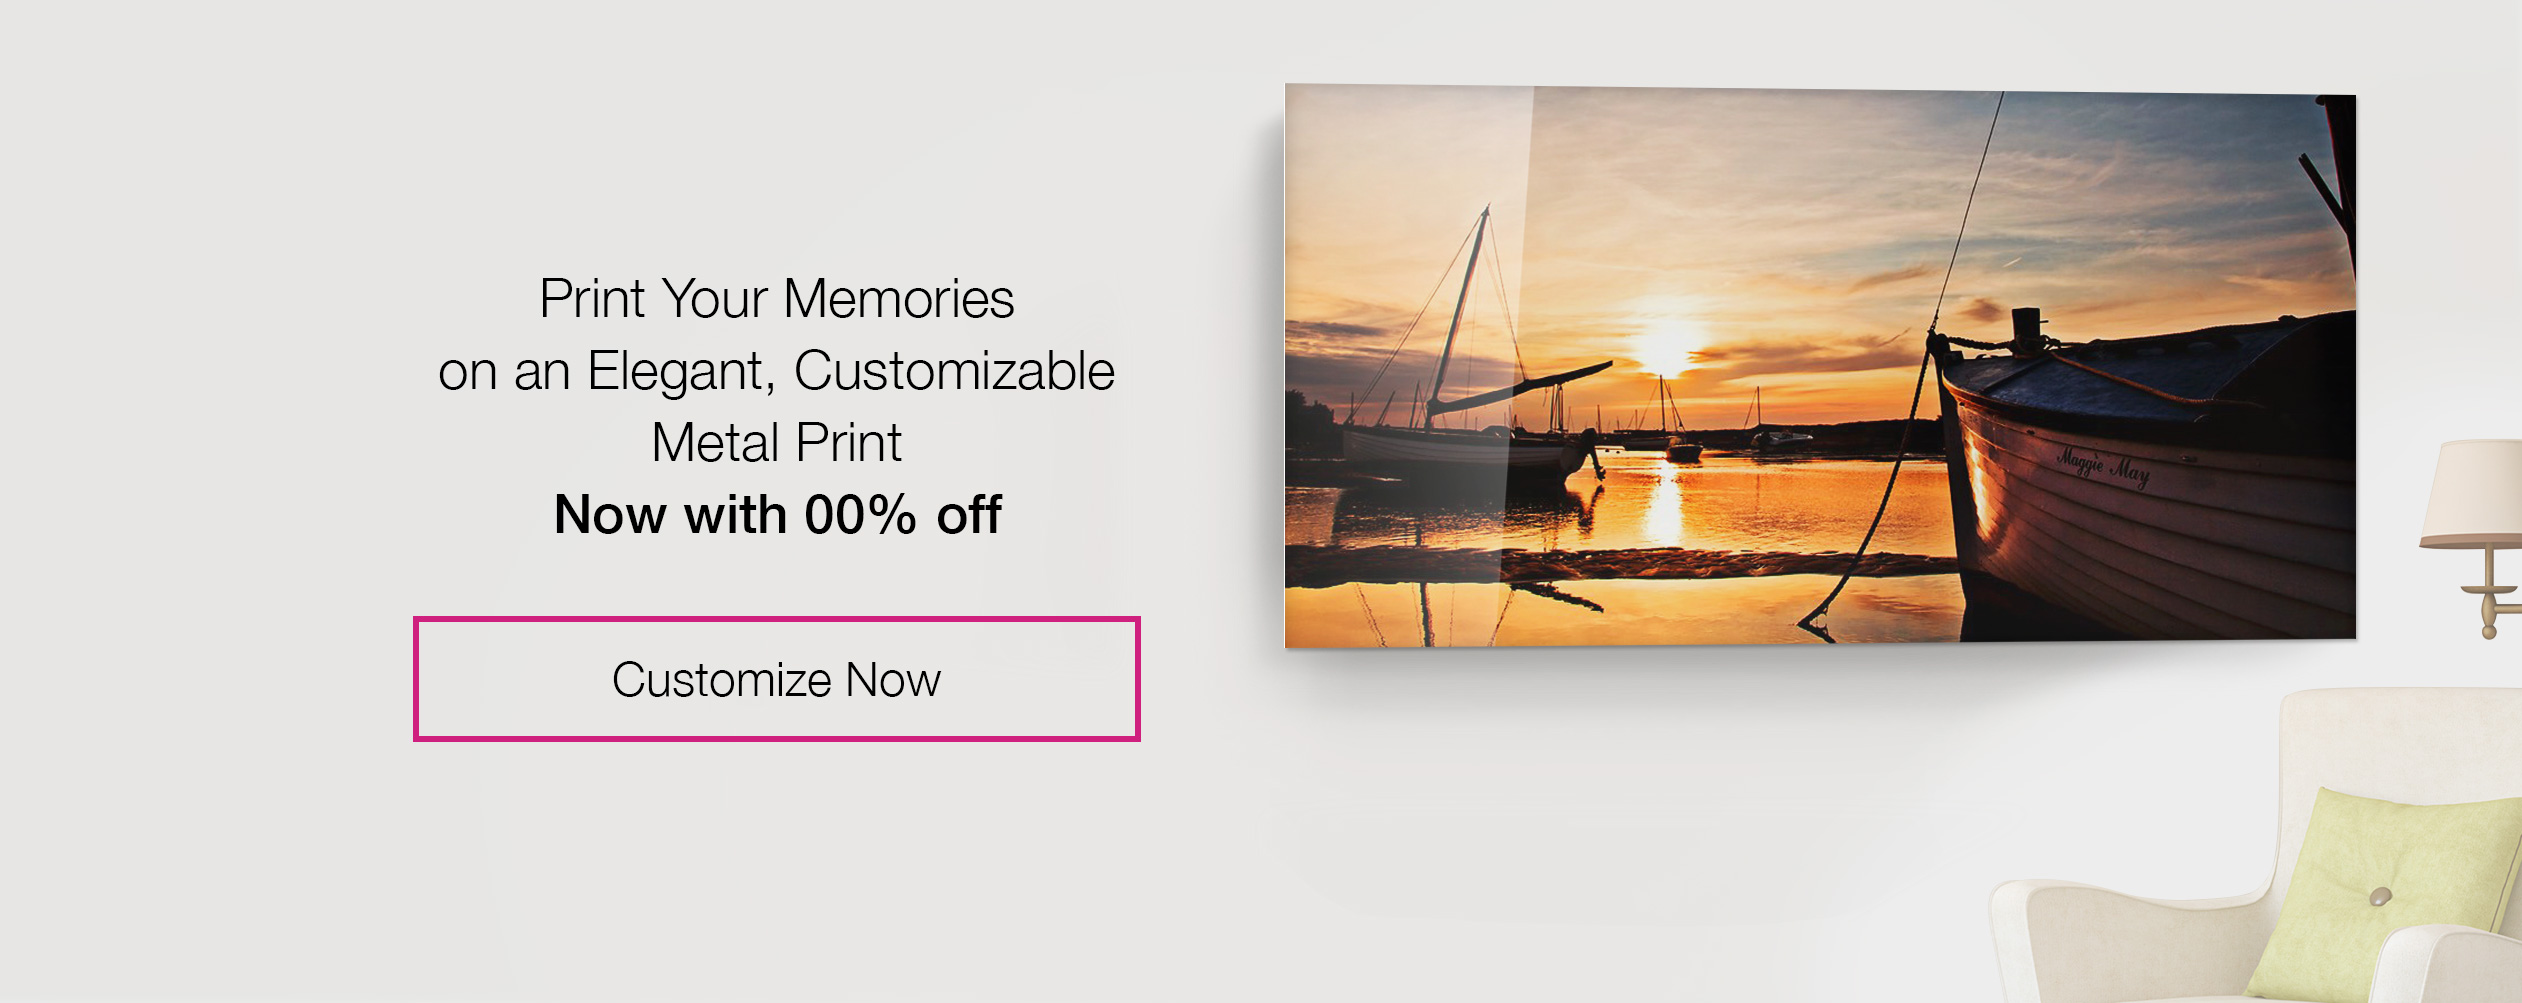 Print Your Memories
on an Elegant, Customizable
Metal Print
Now with 00% off
Customize Now
Maggie May